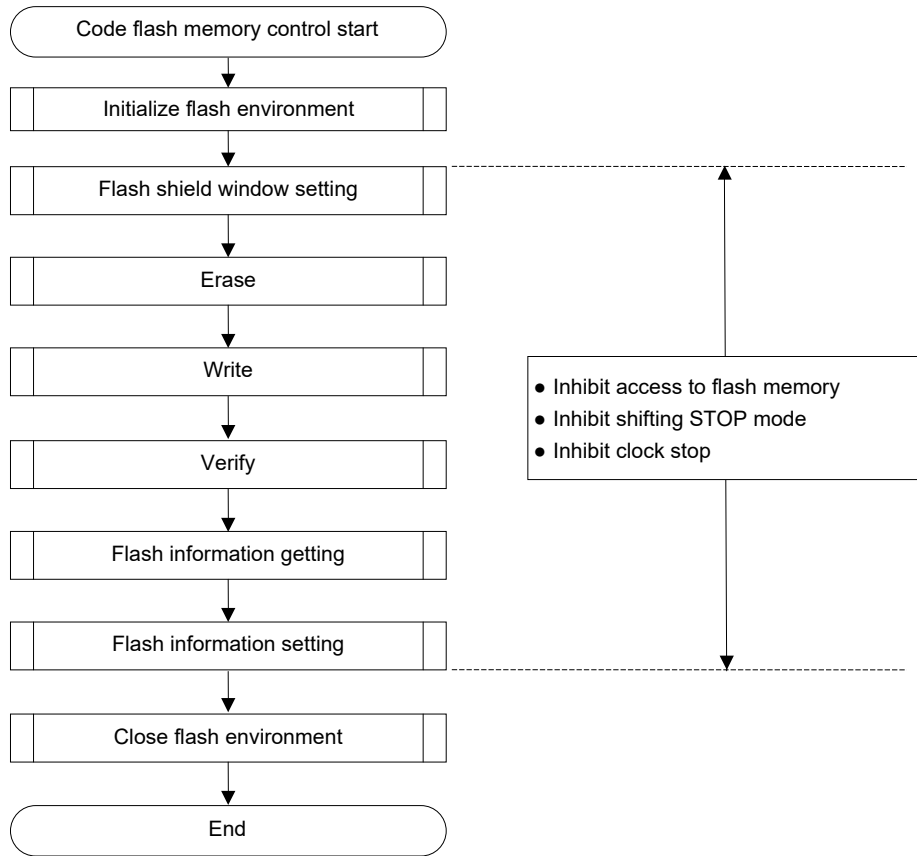 Code flash memory control start
Initialize flash environment
Flash shield window setting
Erase
Write
Verify
Flash information getting
Flash information setting
Close flash environment
End
● Inhibit access to flash memory
● Inhibit shifting STOP mode
● Inhibit clock stop